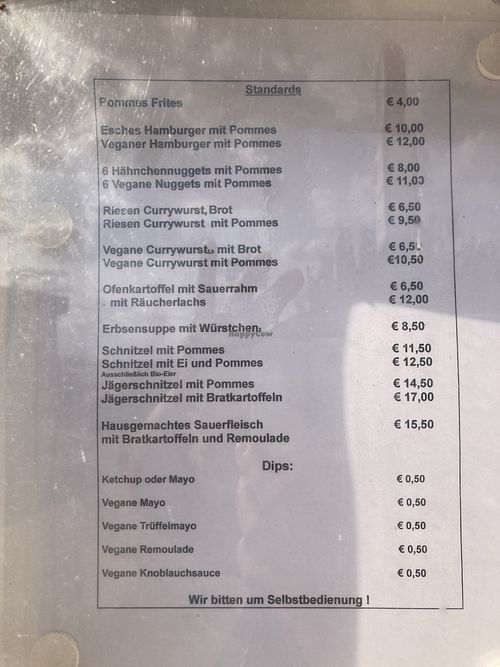 Standards
Pommes Frites € 4,00
Esches Hamburger mit Pommes € 10,00
Veganer Hamburger mit Pommes € 12,00
6 Hähnchennuggets mit Pommes € 8,00
6 Vegane Nuggets mit Pommes € 11,00
Riesen Currywurst, Brot € 6,50
Riesen Currywurst mit Pommes € 9,50
Vegane Currywurst mit Brot € 6,50
Vegane Currywurst mit Pommes €10,50
Ofenkartoffel mit Sauerrahm € 6,50
mit Räucherlachs € 12,00
Erbsensuppe mit Würstchen € 8,50
HappyCow
Schnitzel mit Pommes € 11,50
Schnitzel mit Ei und Pommes € 12,50
Ausschließlich Bio-Eier
Jägerschnitzel mit Pommes € 14,50
Jägerschnitzel mit Bratkartoffeln € 17,00
Hausgemachtes Sauerfleisch € 15,50
mit Bratkartoffeln und Remoulade
Dips:
Ketchup oder Mayo € 0,50
Vegane Mayo € 0,50
Vegane Trüffelmayo € 0,50
Vegane Remoulade € 0,50
Vegane Knoblauchsauce € 0,50
Wir bitten um Selbstbedienung !